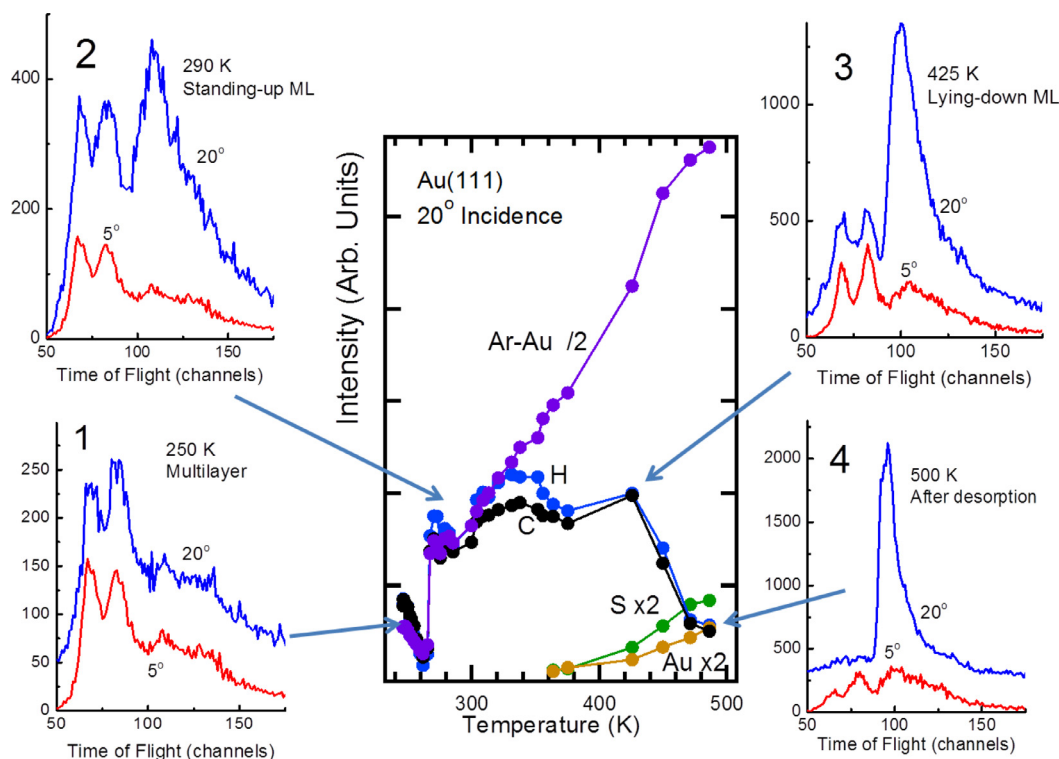 2
290 K
Standing-up ML
20°
5°
400
200
0
50
100
150
Time of Flight (channels)
1
250 K
Multilayer
20°
5°
250
200
150
100
50
0
50
100
150
Time of Flight (channels)
Au(111)
20° Incidence
Intensity (Arb. Units)
Ar-Au /2
H
C
S x2
Au x2
300
400
500
Temperature (K)
3
425 K
Lying-down ML
20°
5°
1000
500
0
50
100
150
Time of Flight (channels)
4
500 K
After desorption
20°
5°
2000
1500
1000
500
0
50
100
150
Time of Flight (channels)